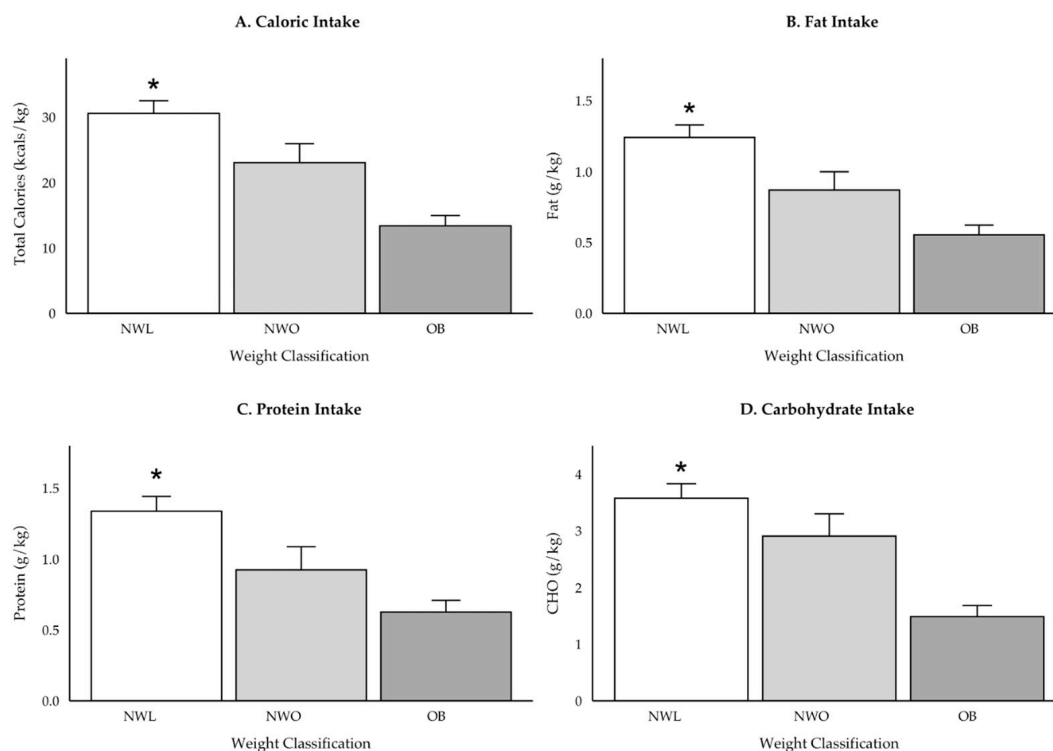 A. Caloric Intake
Total Calories (kcals/kg)
30
20
10
0
*
NWL
NWO
OB
Weight Classification
B. Fat Intake
Fat (g/kg)
1.5
1.0
0.5
0.0
*
NWL
NWO
OB
Weight Classification
C. Protein Intake
Protein (g/kg)
1.5
1.0
0.5
0.0
*
NWL
NWO
OB
Weight Classification
D. Carbohydrate Intake
CHO (g/kg)
4
3
2
1
0
*
NWL
NWO
OB
Weight Classification